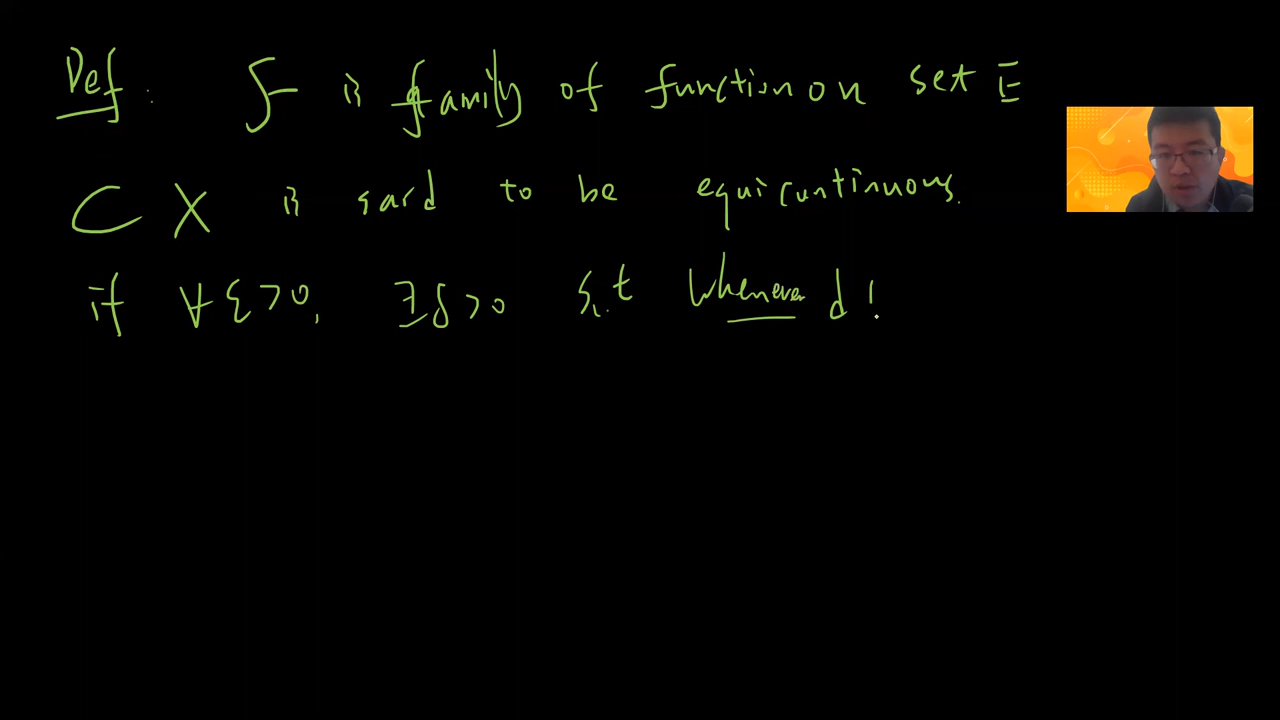 Def : F is family of function on set E
⊂ X is said to be equicontinuous.
if ∀ε>0, ∃δ>0 s.t whenever d(